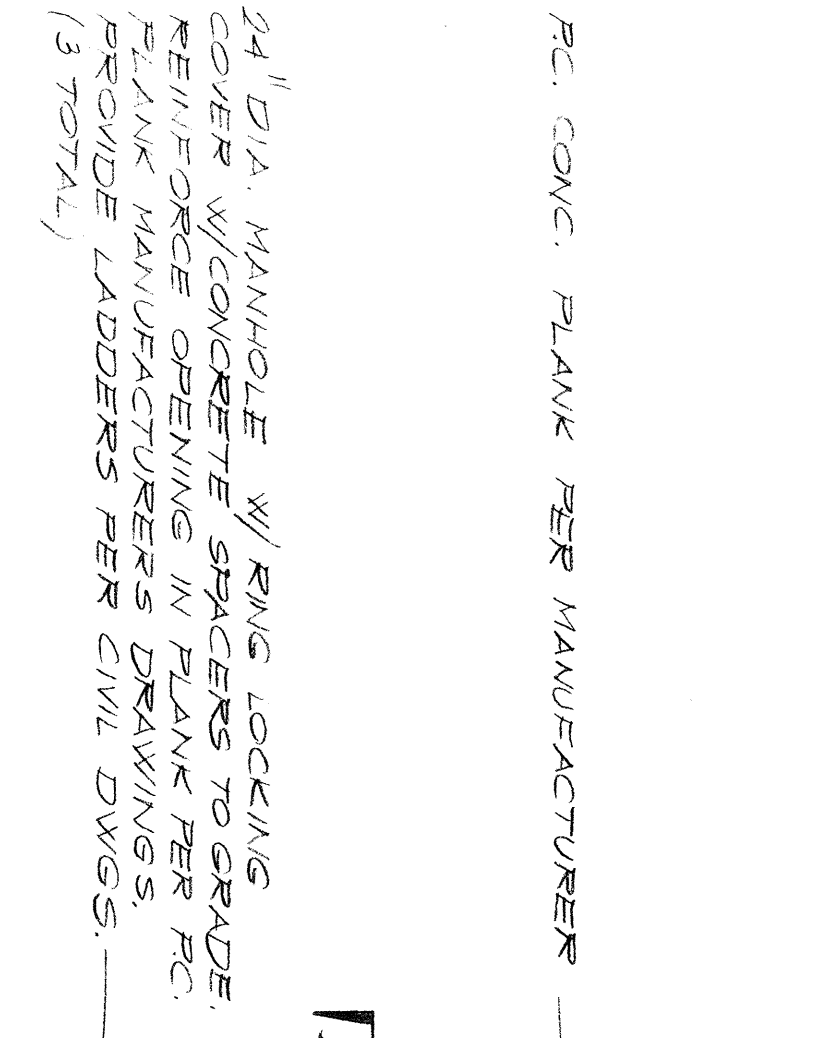 P.C. CONC. PLANK PER MANUFACTURER
24" DIA. MANHOLE W/ RING LOCKING
COVER W/CONCRETE SPACERS TO GRADE.
REINFORCE OPENING IN PLANK PER P.C.
PLANK MANUFACTURERS DRAWINGS.
PROVIDE LADDERS PER CIVIL DWGS.
(3 TOTAL)